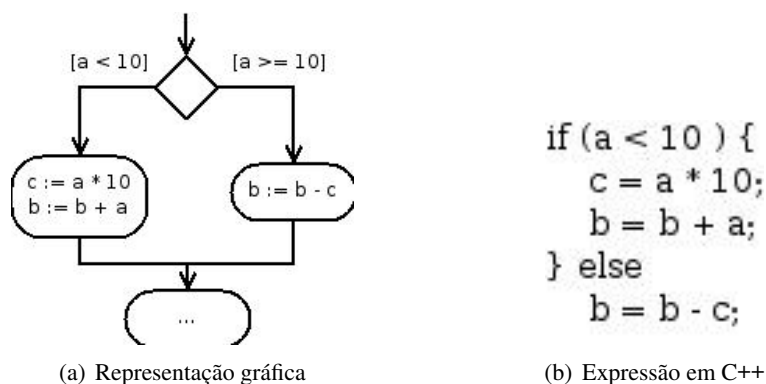 [a < 10]
[a >= 10]
c := a * 10
b := b + a
b := b - c
...
(a) Representação gráfica
if (a < 10 ) {
c = a * 10;
b = b + a;
} else
b = b - c;
(b) Expressão em C++